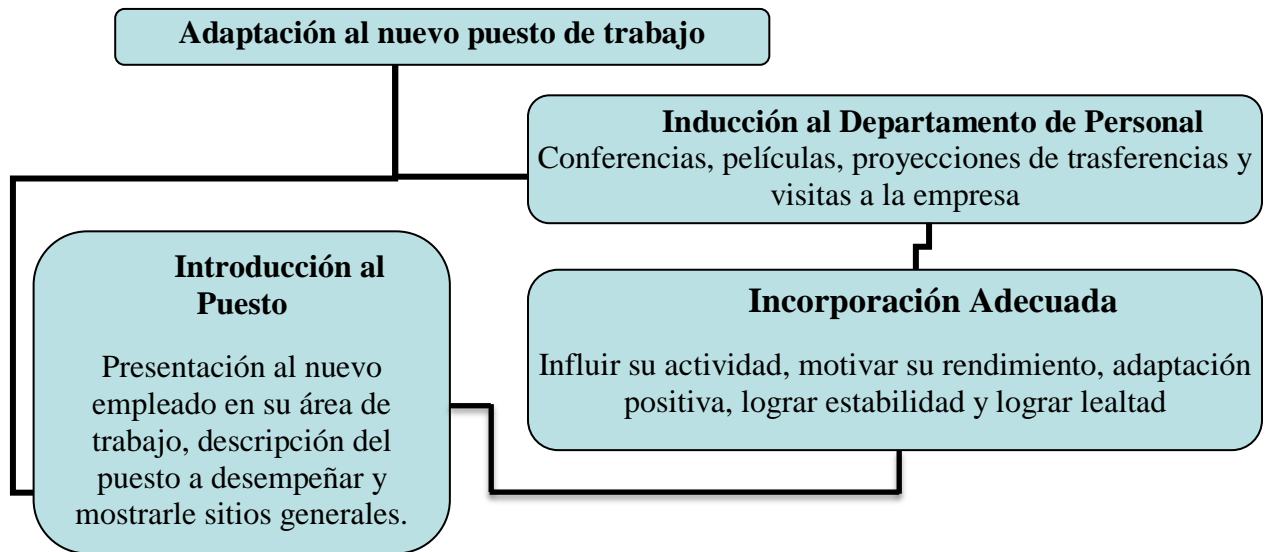 Adaptación al nuevo puesto de trabajo
Inducción al Departamento de Personal
Conferencias, películas, proyecciones de trasferencias y
visitas a la empresa
Introducción al
Puesto
Presentación al nuevo
empleado en su área de
trabajo, descripción del
puesto a desempeñar y
mostrarle sitios generales.
Incorporación Adecuada
Influir su actividad, motivar su rendimiento, adaptación
positiva, lograr estabilidad y lograr lealtad